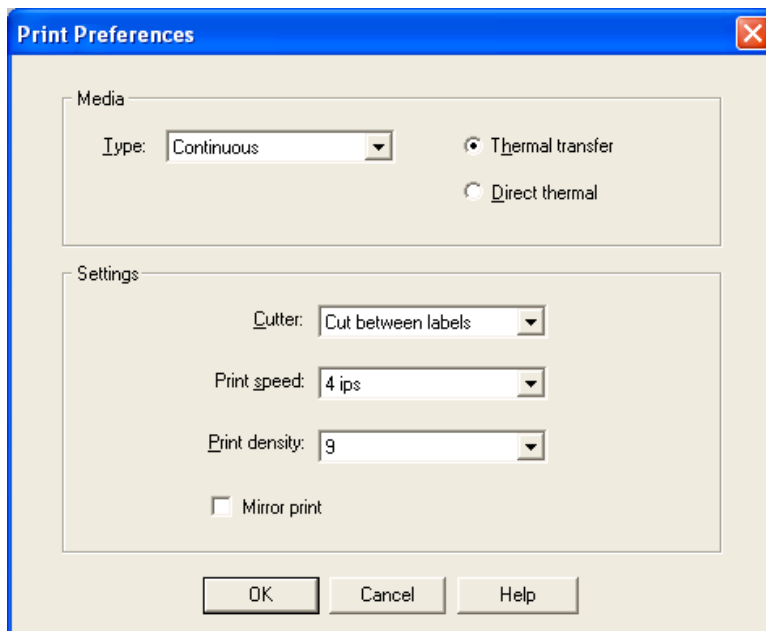 Print Preferences
Media
Type: Continuous
Thermal transfer
Direct thermal
Settings
Cutter: Cut between labels
Print speed: 4 ips
Print density: 9
Mirror print
OK Cancel Help